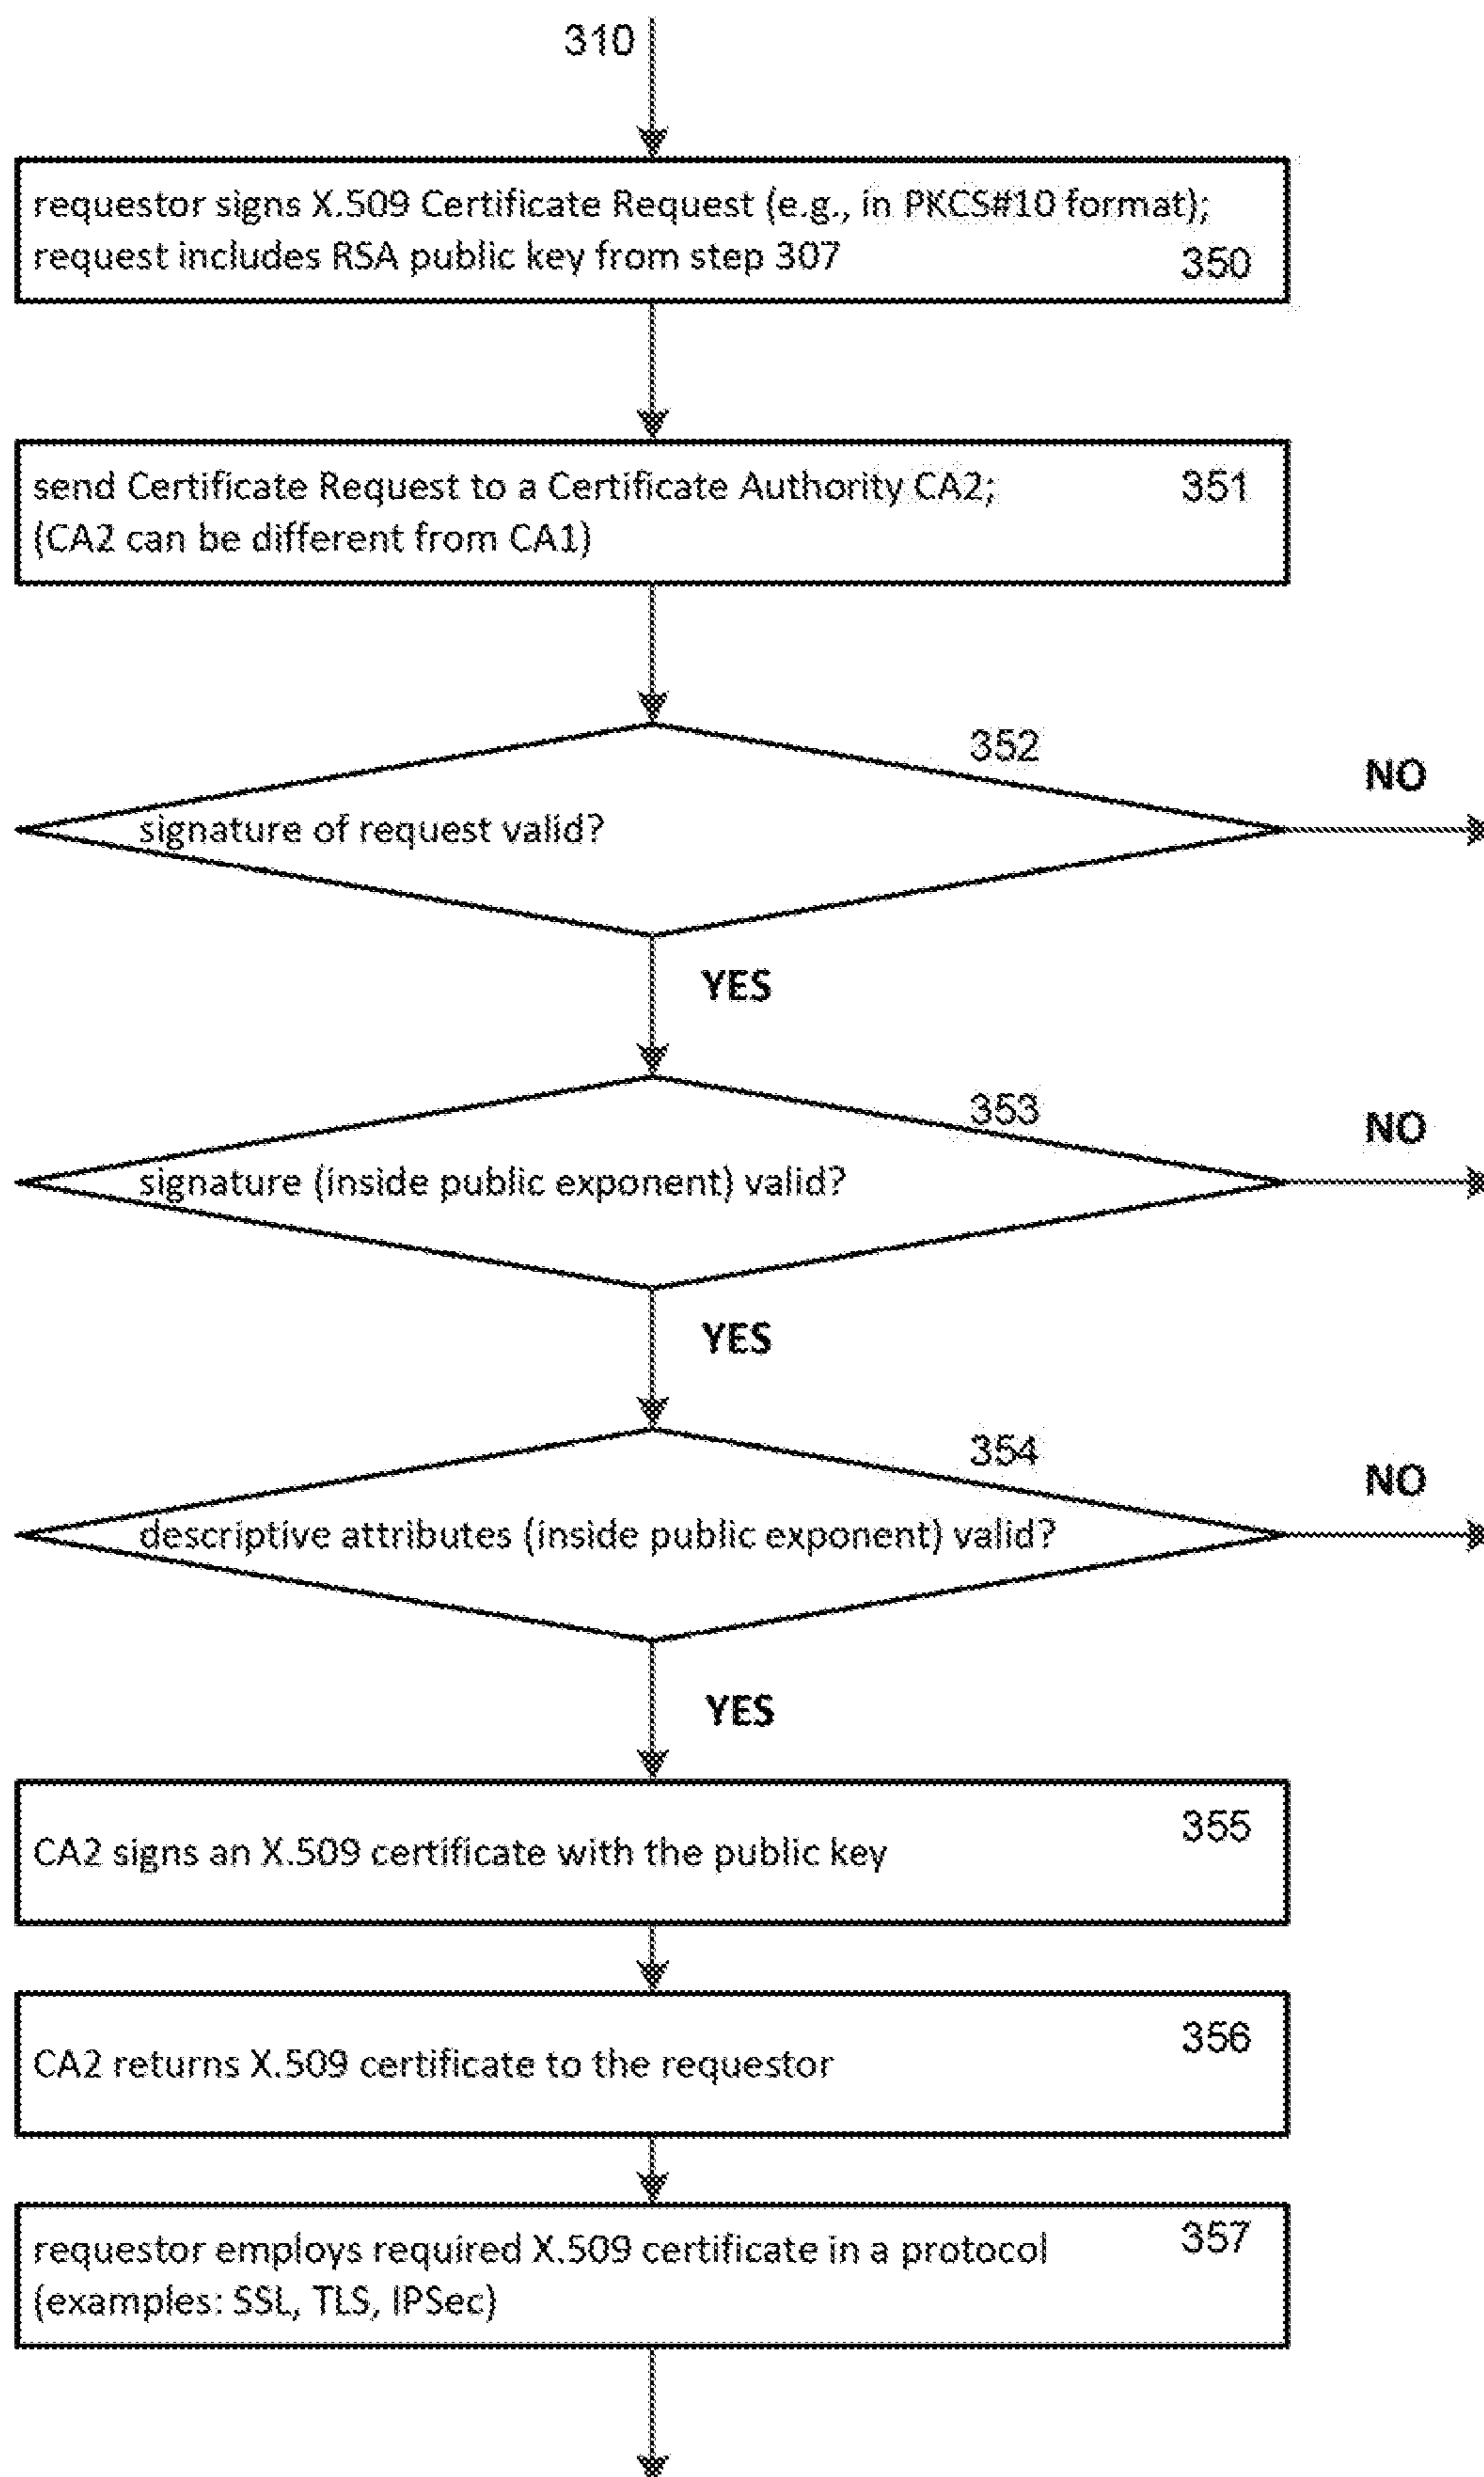 310
requestor signs X.509 Certificate Request (e.g., in PKCS#10 format);
request includes RSA public key from step 307
350
send Certificate Request to a Certificate Authority CA2;
351
(CA2 can be different from CA1)
352
NO
signature of request valid?
YES
353
NO
signature (inside public exponent) valid?
YES
354
NO
descriptive attributes (inside public exponent) valid?
YES
355
CA2 signs an X.509 certificate with the public key
356
CA2 returns X.509 certificate to the requestor
357
requestor employs required X.509 certificate in a protocol
(examples: SSL, TLS, IPSec)